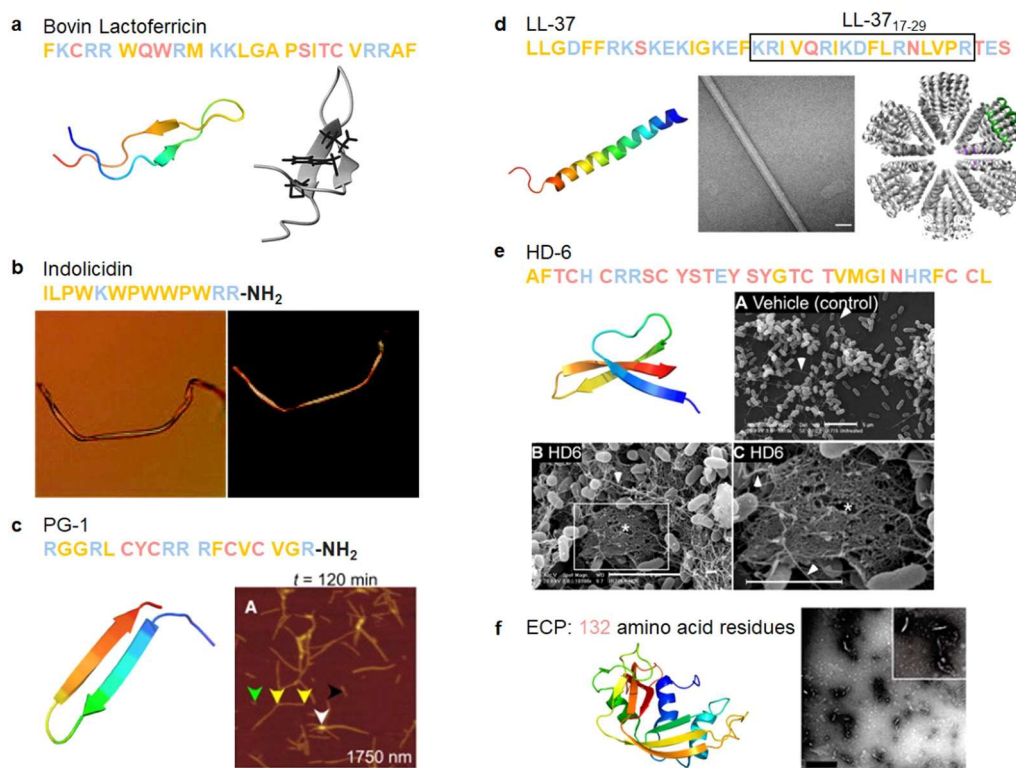 a
Bovin Lactoferricin
FKCRR WQWRM KKLGA PSITC VRRAF
b
Indolicidin
ILPWKWPWWPWRR-NH2
c
PG-1
RGGRL CYCRR RFCVC VGR-NH2
t = 120 min
A
1750 nm
d
LL-37
LL-3717-29
LLGDFFRKSKEKIGKEFKRIVQRIKDFLRNLVPRTES
e
HD-6
AFTCH CRRSC YSTEY SYGTC TVMGI NHRFC CL
A Vehicle (control)
B HD6
C HD6
f
ECP: 132 amino acid residues